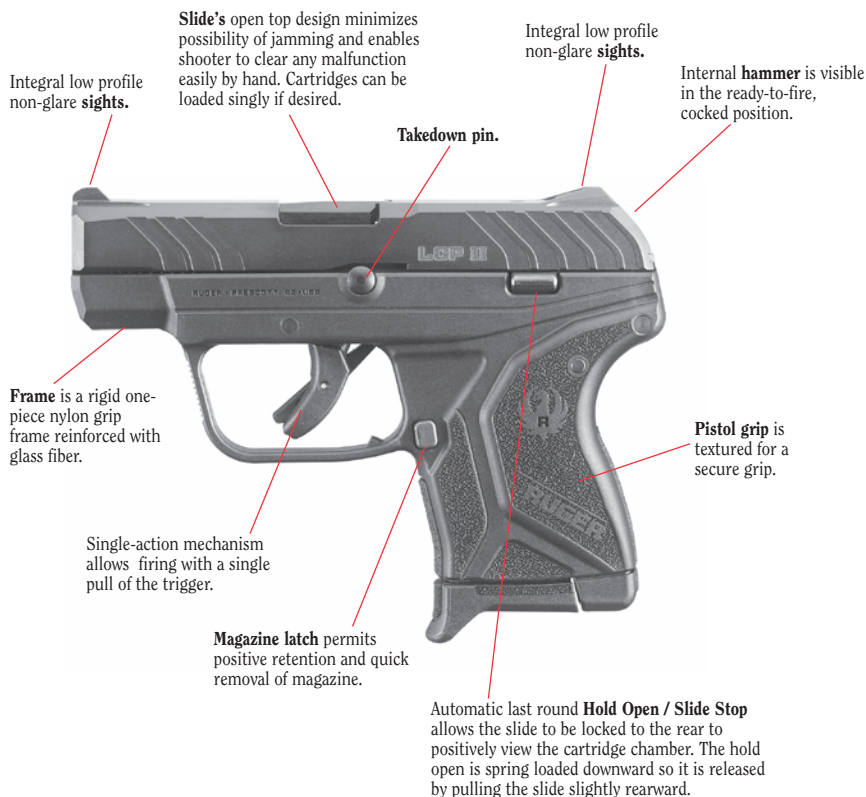 Slide's open top design minimizes
possibility of jamming and enables
shooter to clear any malfunction
easily by hand. Cartridges can be
loaded singly if desired.
Integral low profile
non-glare sights.
Integral low profile
non-glare sights.
Internal hammer is visible
in the ready-to-fire,
cocked position.
Takedown pin.
LCP II
RUGER • PRESCOTT, AZ • USA
R
RUGER
Frame is a rigid one-
piece nylon grip
frame reinforced with
glass fiber.
Pistol grip is
textured for a
secure grip.
Single-action mechanism
allows firing with a single
pull of the trigger.
Magazine latch permits
positive retention and quick
removal of magazine.
Automatic last round Hold Open / Slide Stop
allows the slide to be locked to the rear to
positively view the cartridge chamber. The hold
open is spring loaded downward so it is released
by pulling the slide slightly rearward.